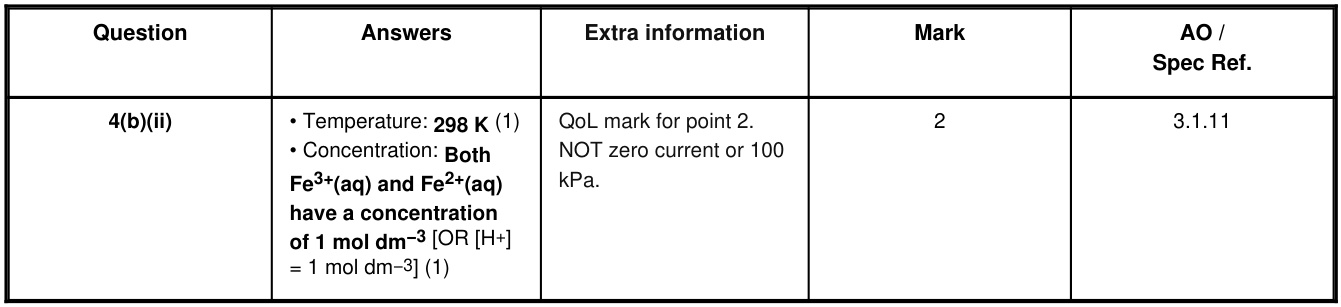 Question Answers Extra information Mark AO /
Spec Ref.
4(b)(ii)
• Temperature: 298 K (1)
• Concentration: Both
Fe³⁺(aq) and Fe²⁺(aq)
have a concentration
of 1 mol dm⁻³ [OR [H+]
= 1 mol dm⁻³] (1)
QoL mark for point 2.
NOT zero current or 100
kPa.
2
3.1.11